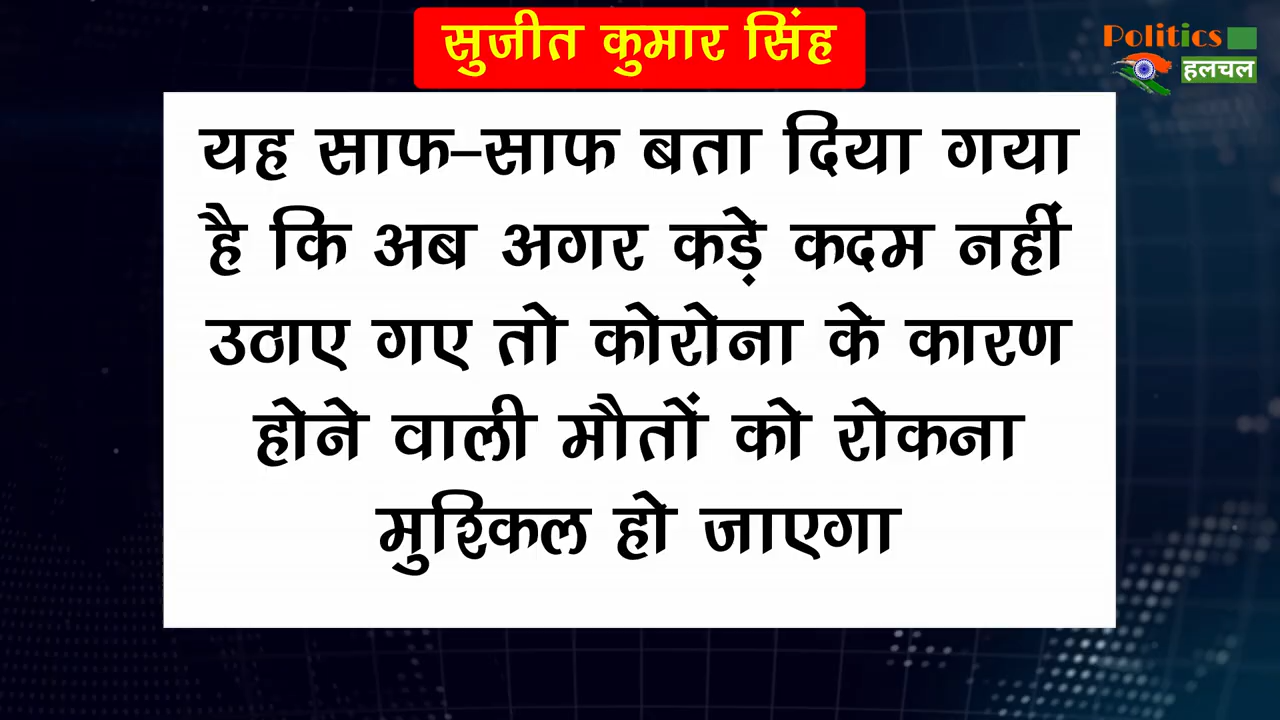 सुजीत कुमार सिंह
Politics
हलचल
यह साफ-साफ बता दिया गया
है कि अब अगर कड़े कदम नहीं
उठाए गए तो कोरोना के कारण
होने वाली मौतों को रोकना
मुश्किल हो जाएगा